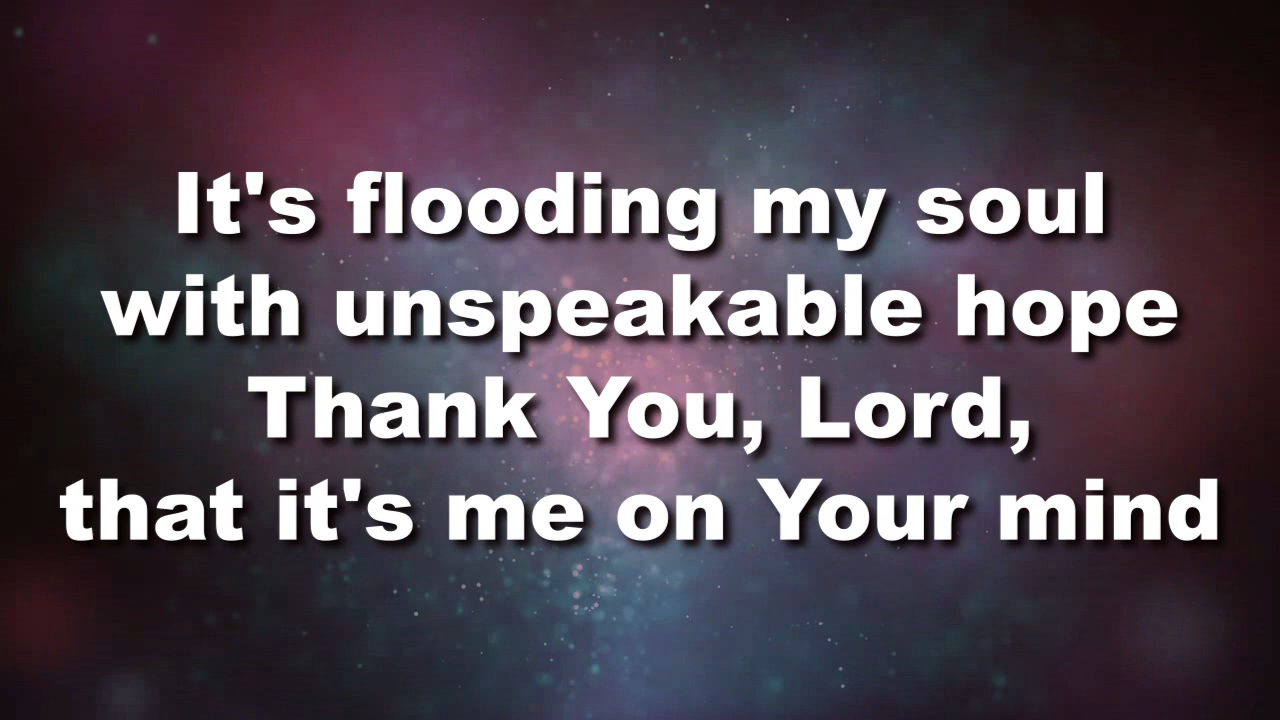 It's flooding my soul
with unspeakable hope
Thank You, Lord,
that it's me on Your mind